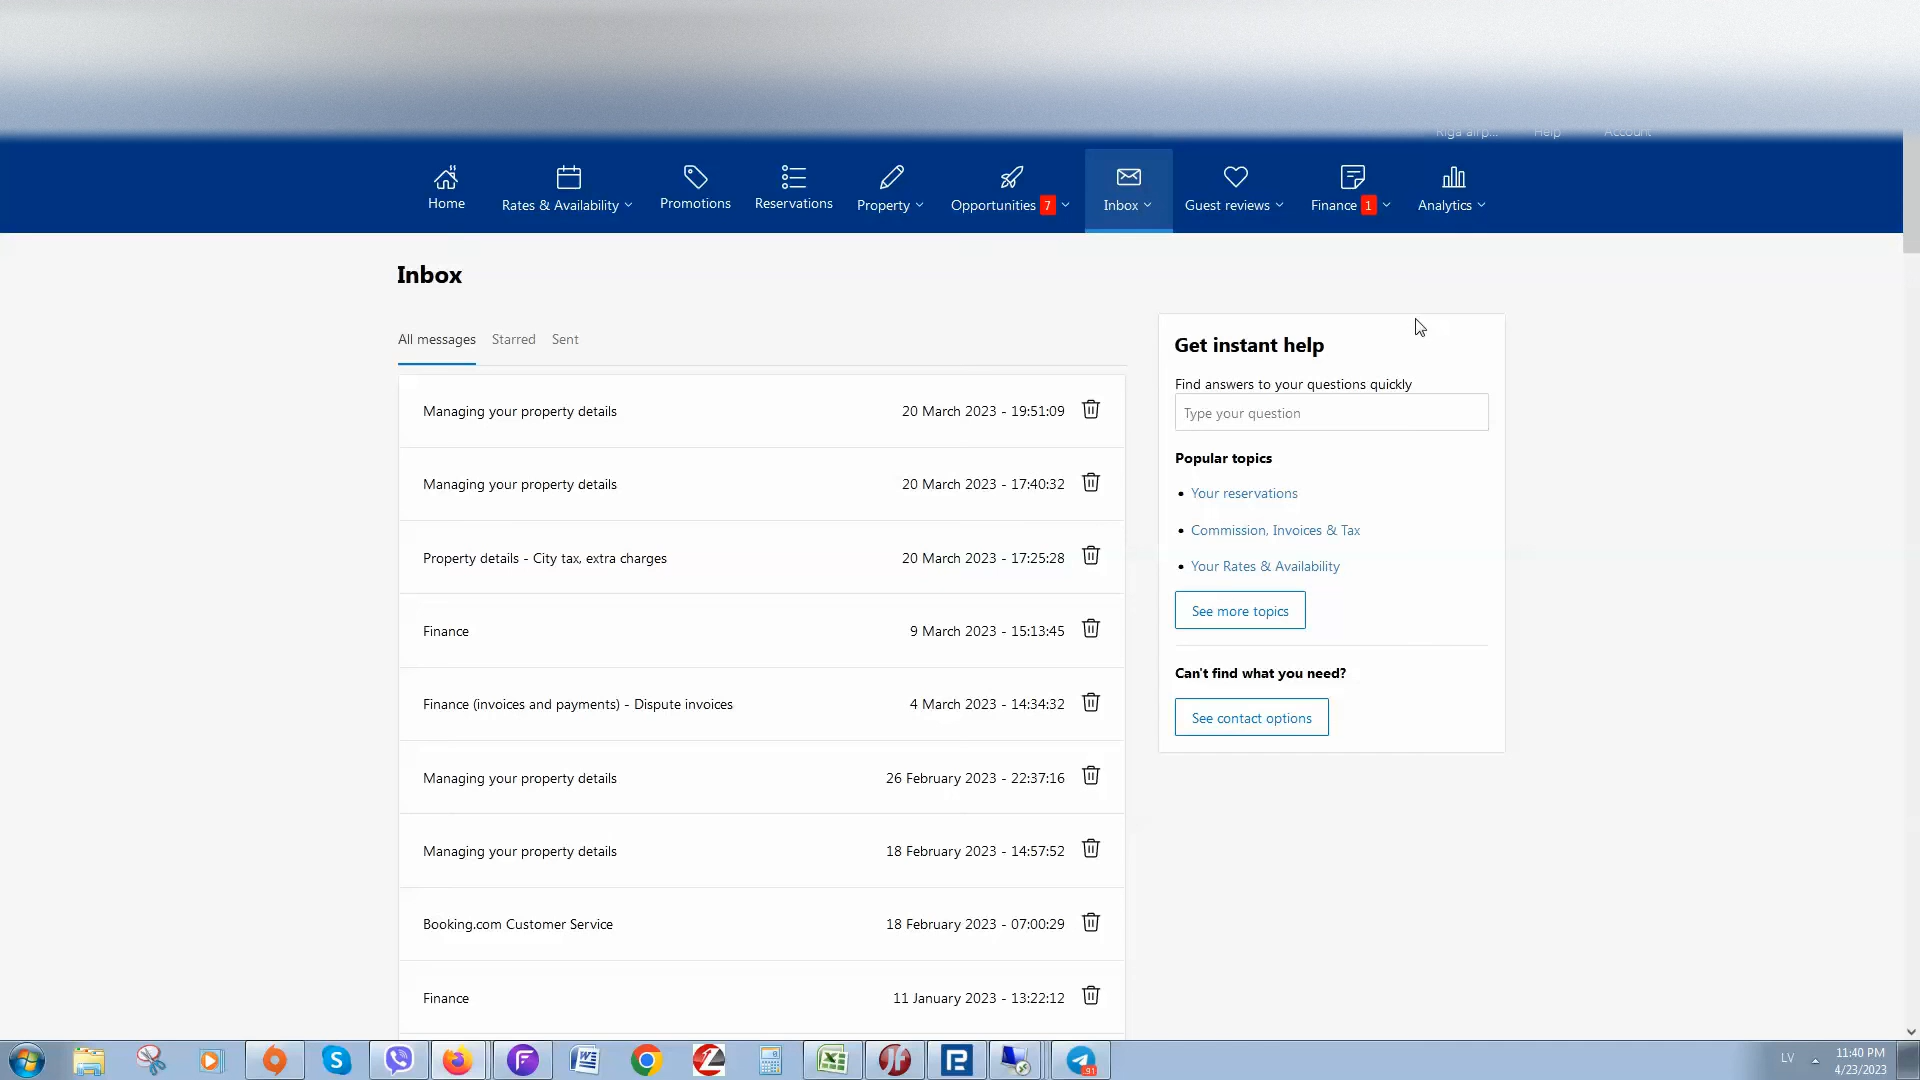 Riga airp... Help Account
Home Rates & Availability Promotions Reservations Property Opportunities 7 Inbox Guest reviews Finance 1 Analytics
Inbox
All messages Starred Sent
Managing your property details 20 March 2023 - 19:51:09
Managing your property details 20 March 2023 - 17:40:32
Property details - City tax, extra charges 20 March 2023 - 17:25:28
Finance 9 March 2023 - 15:13:45
Finance (invoices and payments) - Dispute invoices 4 March 2023 - 14:34:32
Managing your property details 26 February 2023 - 22:37:16
Managing your property details 18 February 2023 - 14:57:52
Booking.com Customer Service 18 February 2023 - 07:00:29
Finance 11 January 2023 - 13:22:12
Get instant help
Find answers to your questions quickly
Type your question
Popular topics
Your reservations
Commission, Invoices & Tax
Your Rates & Availability
See more topics
Can't find what you need?
See contact options
LV 11:40 PM
4/23/2023